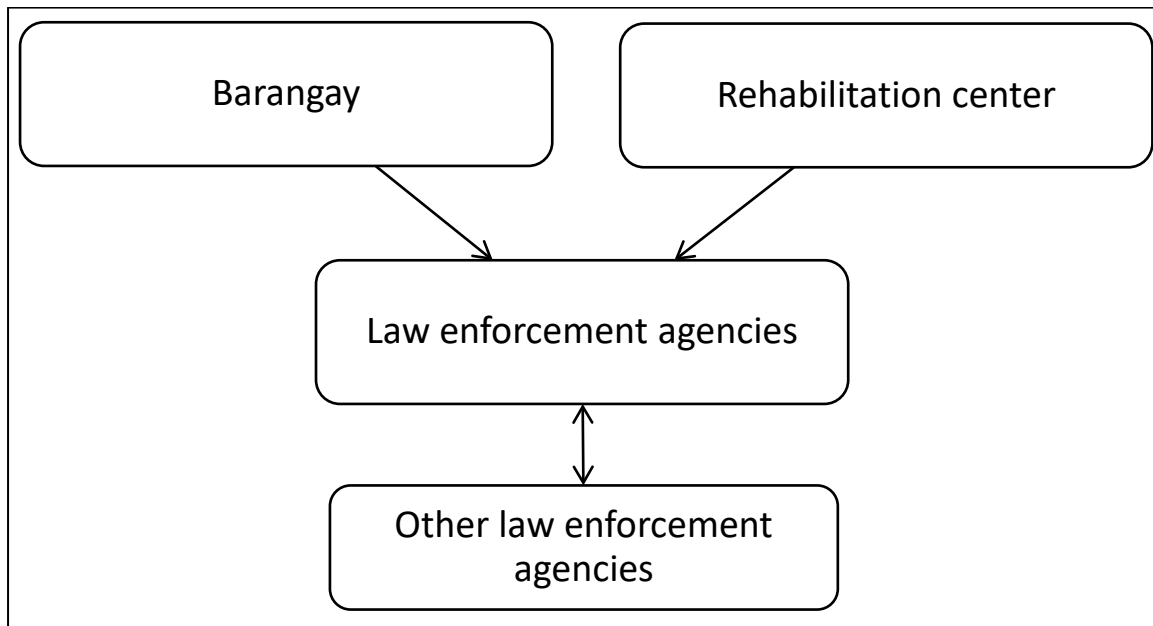 Barangay
Rehabilitation center
Law enforcement agencies
Other law enforcement
agencies